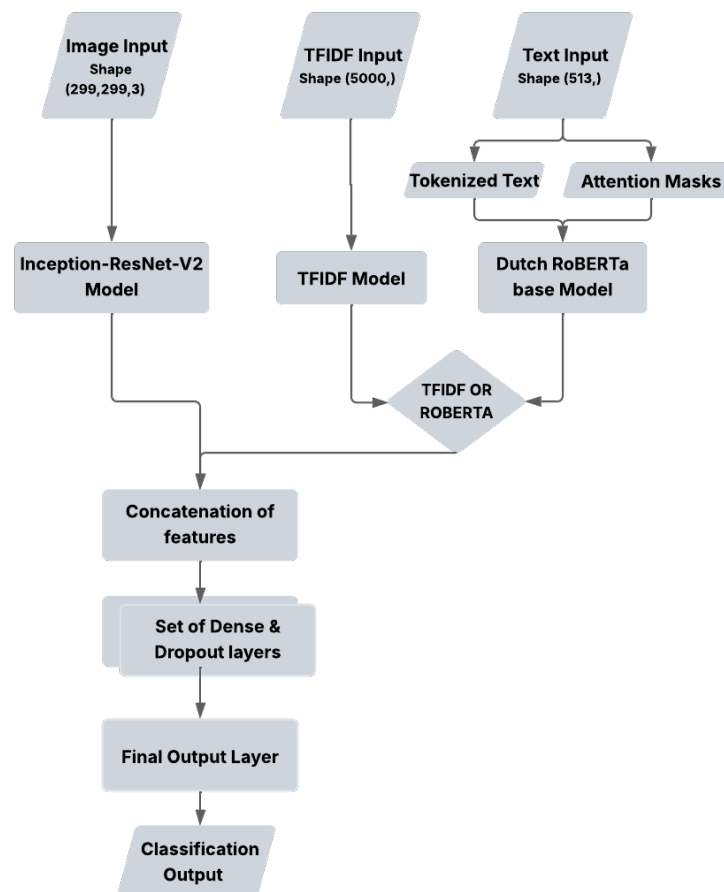 Image Input
Shape
(299,299,3)
TFIDF Input
Shape (5000,)
Text Input
Shape (513,)
Tokenized Text
Attention Masks
Inception-ResNet-V2
Model
TFIDF Model
Dutch RoBERTa
base Model
TFIDF OR
ROBERTA
Concatenation of
features
Set of Dense &
Dropout layers
Final Output Layer
Classification
Output